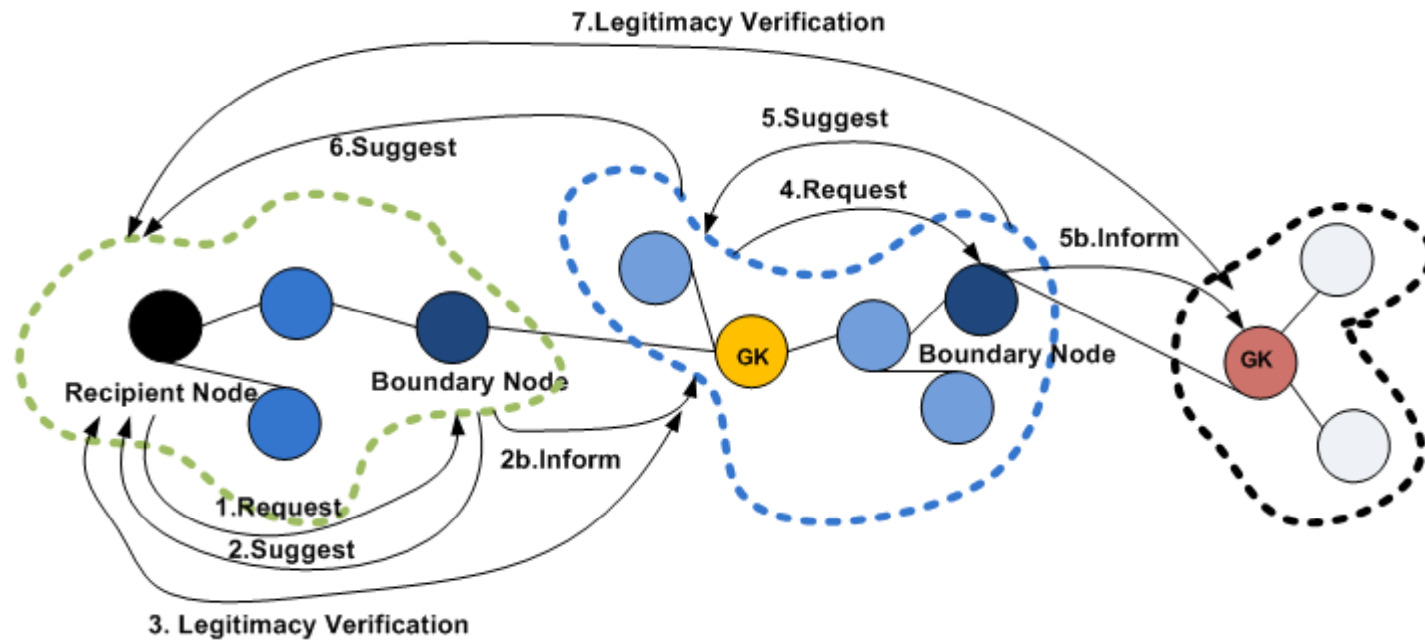 7.Legitimacy Verification
5.Suggest
6.Suggest
4.Request
5b.Inform
GK
GK
Boundary Node
Boundary Node
Recipient Node
2b.Inform
1.Request
2.Suggest
3. Legitimacy Verification